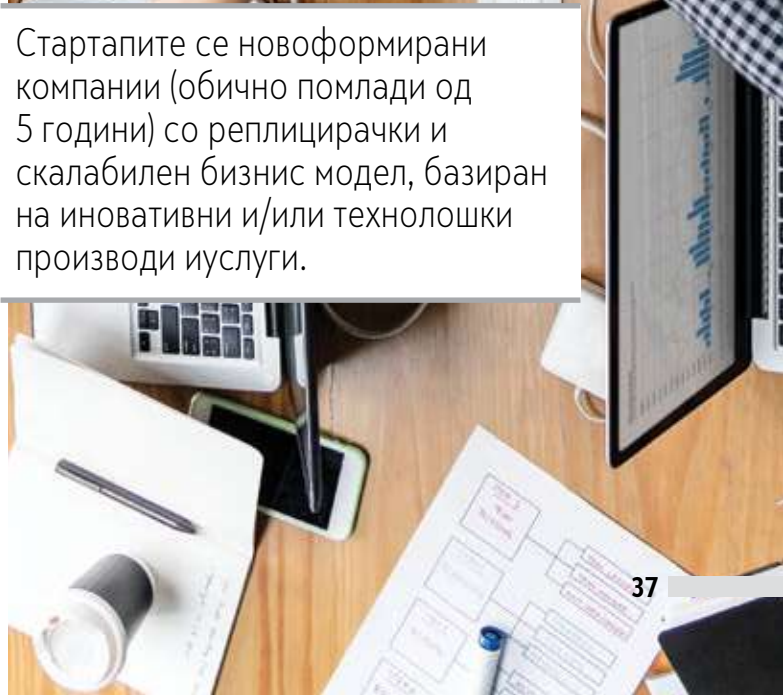 Стартапите се новоформирани
компании (обично помлади од
5 години) со реплицирачки и
скалабилен бизнис модел, базиран
на иновативни и/или технолошки
производи иуслуги.
37